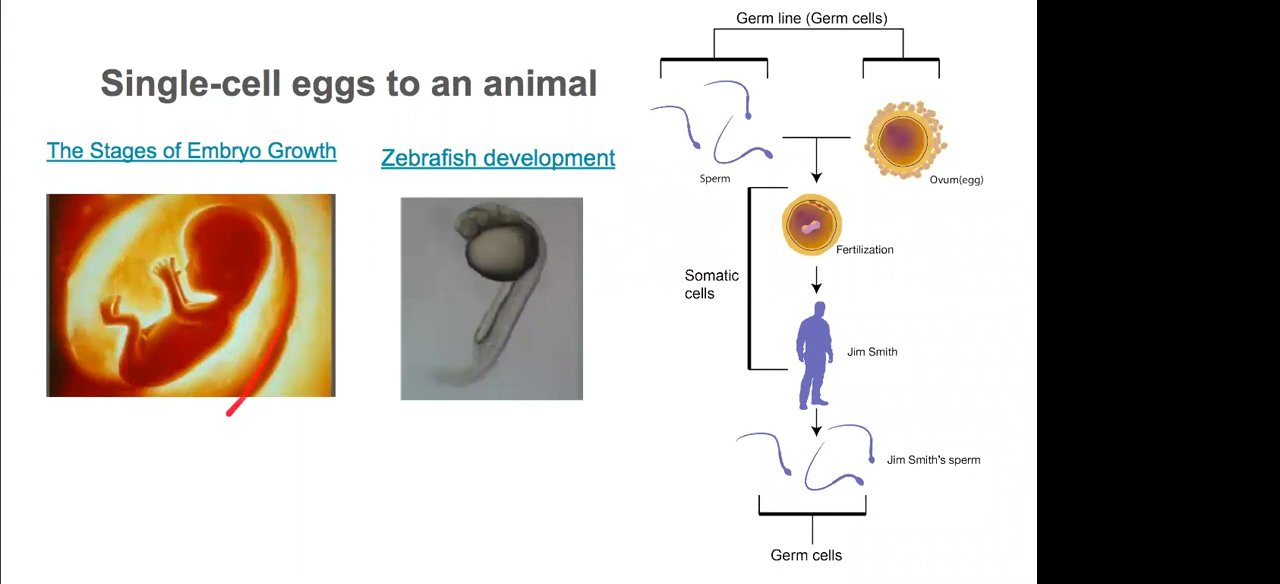 Single-cell eggs to an animal
The Stages of Embryo Growth
Zebrafish development
Germ line (Germ cells)
Sperm
Ovum(egg)
Fertilization
Somatic
cells
Jim Smith
Jim Smith's sperm
Germ cells